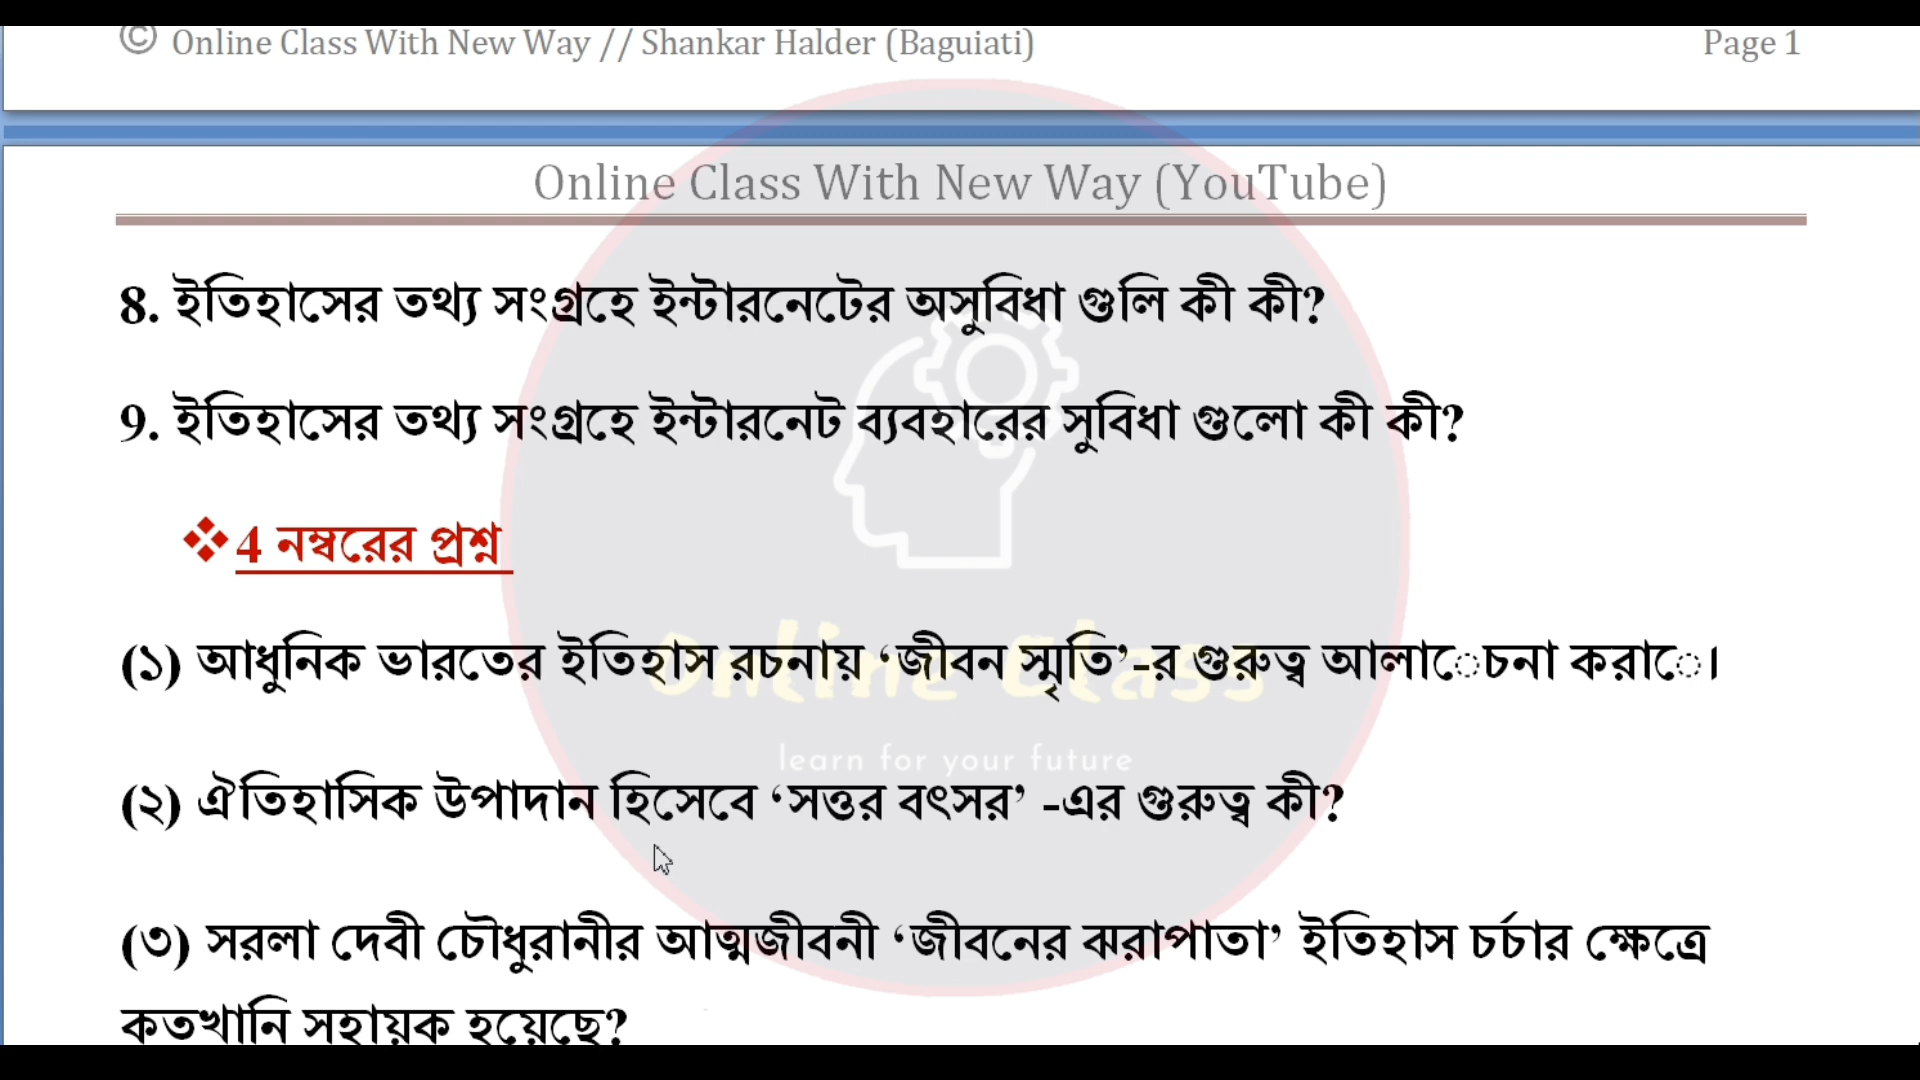 © Online Class With New Way // Shankar Halder (Baguiati) Page 1
Online Class With New Way (YouTube)
8. ইতিহাসের তথ্য সংগ্রহে ইন্টারনেটের অসুবিধা গুলি কী কী?
9. ইতিহাসের তথ্য সংগ্রহে ইন্টারনেট ব্যবহারের সুবিধা গুলো কী কী?
❖4 নম্বরের প্রশ্ন
(১) আধুনিক ভারতের ইতিহাস রচনায় ‘জীবন স্মৃতি’-র গুরুত্ব আলােচনা করাে।
Online Class
learn for your future
(২) ঐতিহাসিক উপাদান হিসেবে ‘সত্তর বৎসর’ -এর গুরুত্ব কী?
(৩) সরলা দেবী চৌধুরানীর আত্মজীবনী ‘জীবনের ঝরাপাতা’ ইতিহাস চর্চার ক্ষেত্রে
কতখানি সহায়ক হয়েছে?